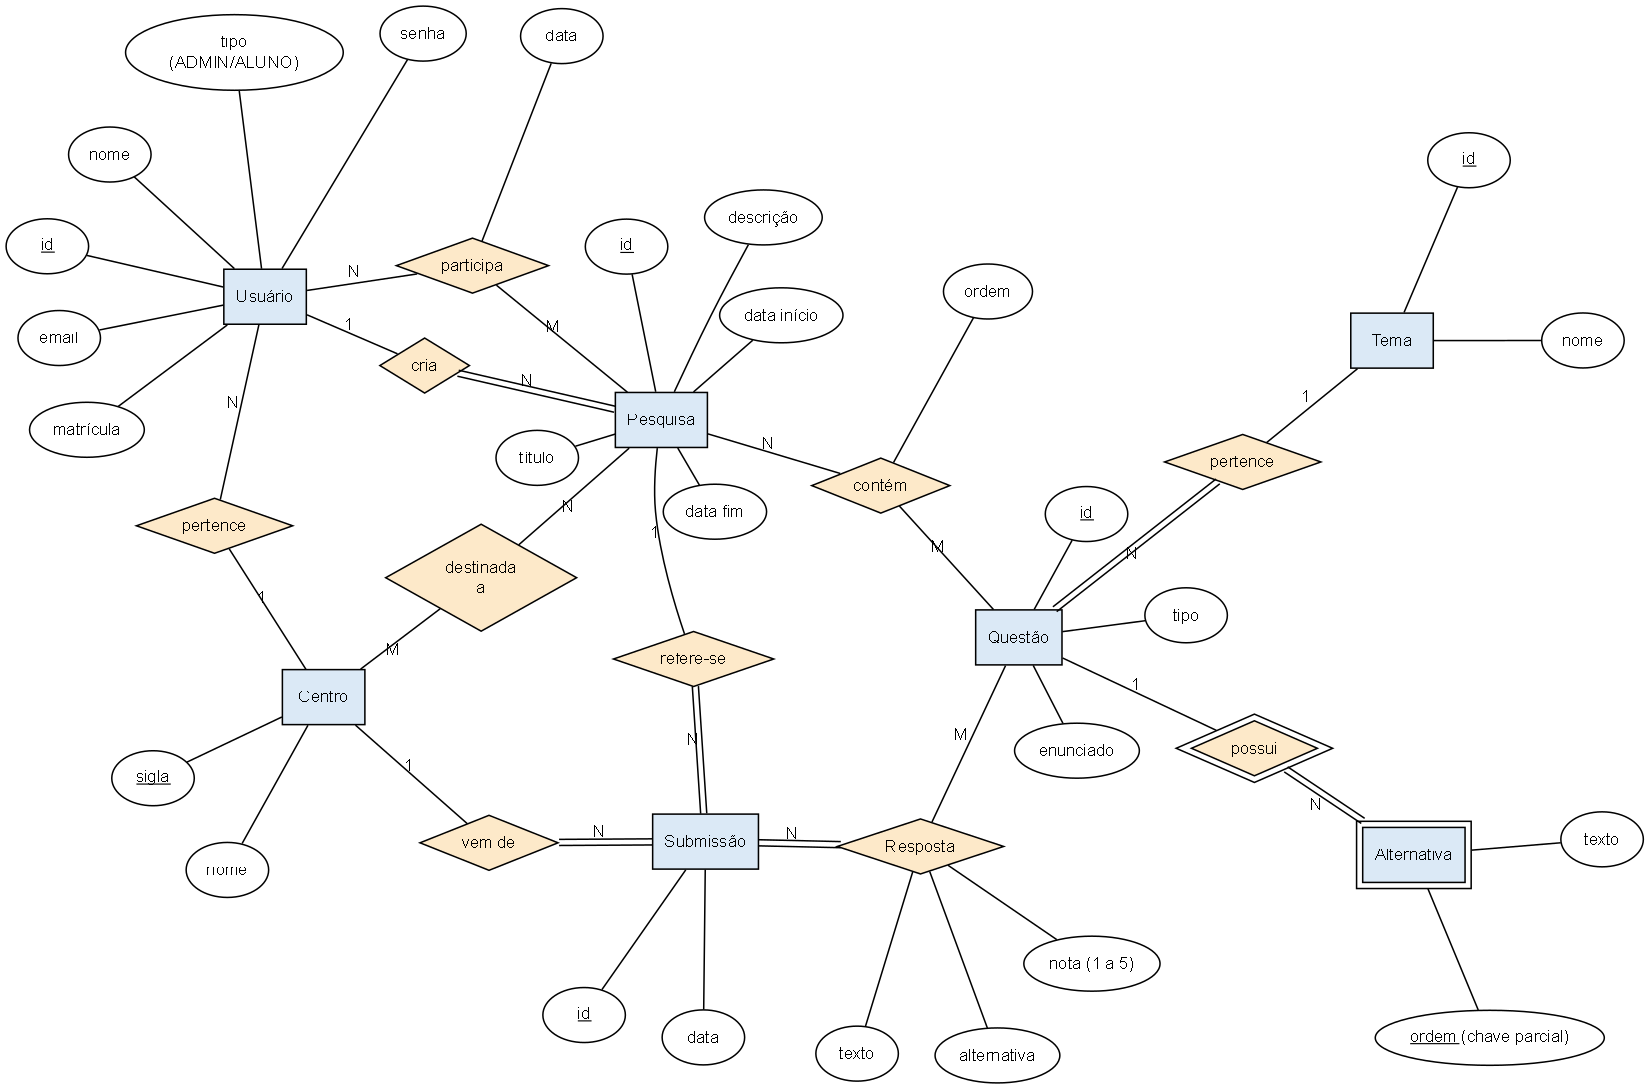 tipo
(ADMIN/ALUNO)
senha
data
nome
id
descrição
id
id
Usuário
N
participa
ordem
data início
email
1
M
cria
N
Tema
nome
matrícula
N
Pesquisa
1
titulo
N
contém
pertence
data fim
id
N
pertence
1
M
N
destinada
a
tipo
1
M
refere-se
Questão
Centro
1
N
M
enunciado
possui
sigla
1
N
nome
vem de
N
Submissão
N
Resposta
Alternativa
texto
id
data
texto
alternativa
nota (1 a 5)
ordem (chave parcial)